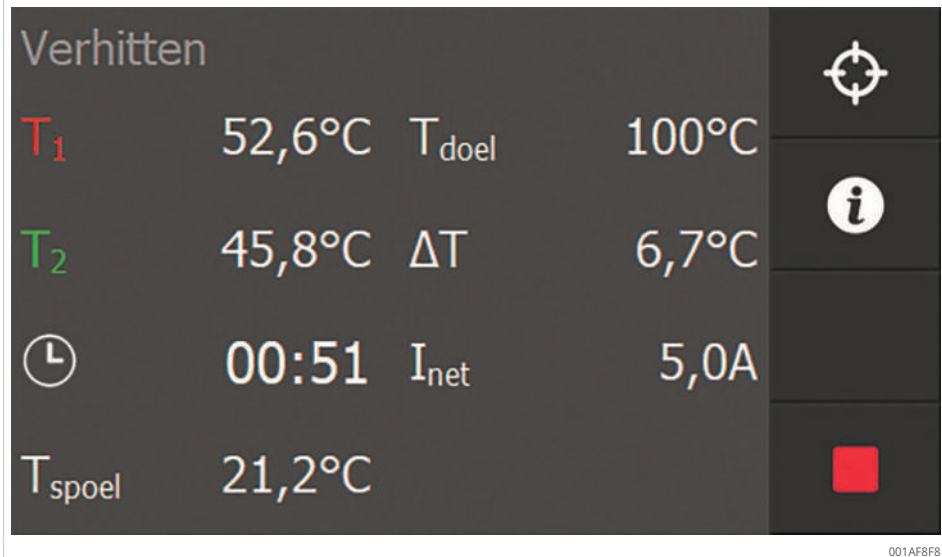 Verhitten
T1 52,6°C Tdoel 100°C
T2 45,8°C ΔT 6,7°C
00:51 Inet 5,0A
Tspoel 21,2°C
i
001AF8F8